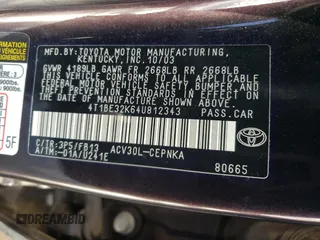 MFD. BY: TOYOTA MOTOR MANUFACTURING,
KENTUCKY, INC. 10/03
GVWR 4189LB GAWR FR 2668LB RR 2668LB
THIS VEHICLE CONFORMS TO ALL APPLICABLE
FEDERAL MOTOR VEHICLE SAFETY, BUMPER, AND
THEFT PREVENTION STANDARDS IN EFFECT ON
THE DATE OF MANUFACTURE SHOWN ABOVE.
4T1BE32K64U812343 PASS.CAR
C/TR:3P5/FB13 ACV30L-CEPNKA
A/TM:-01A/U241E
TOYOTA
80665
5F
DREAMBID